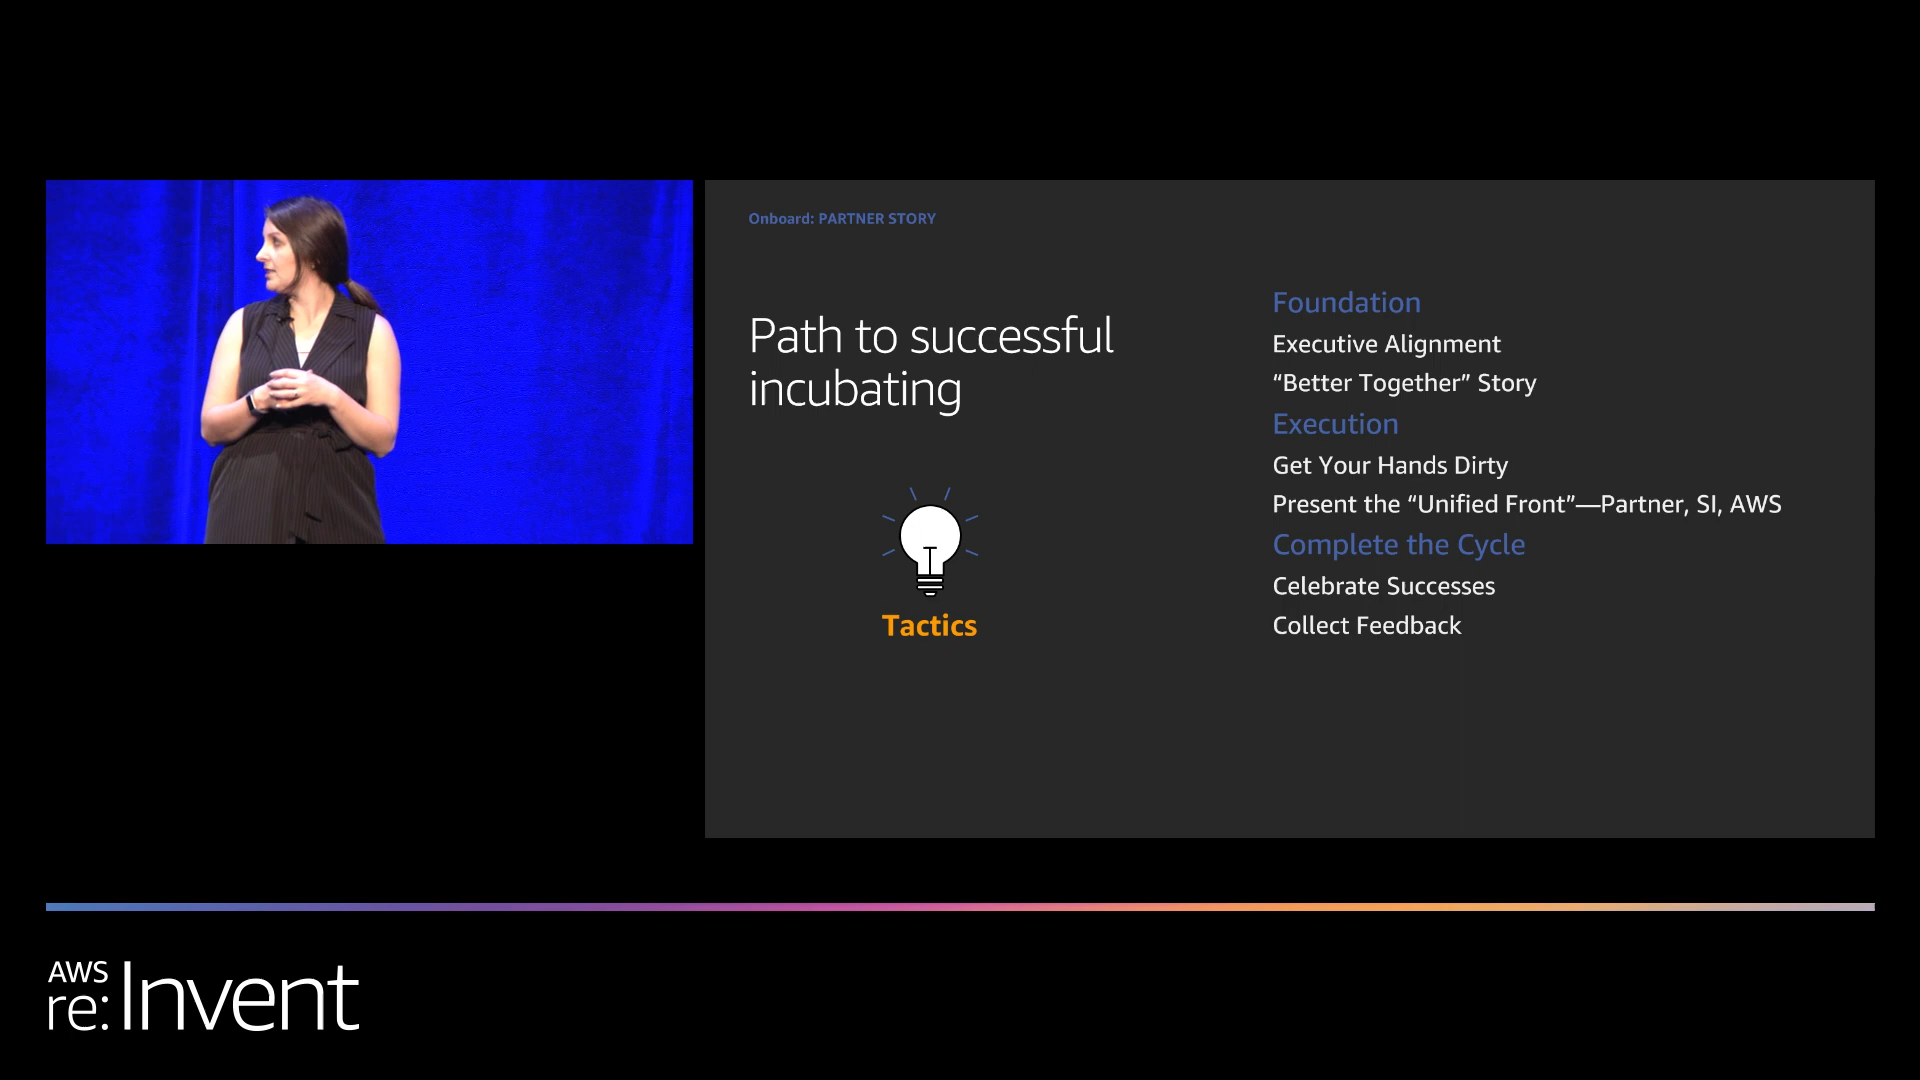 Onboard: PARTNER STORY
Path to successful
incubating
Tactics
Foundation
Executive Alignment
“Better Together” Story
Execution
Get Your Hands Dirty
Present the “Unified Front”—Partner, SI, AWS
Complete the Cycle
Celebrate Successes
Collect Feedback
AWS
re:Invent